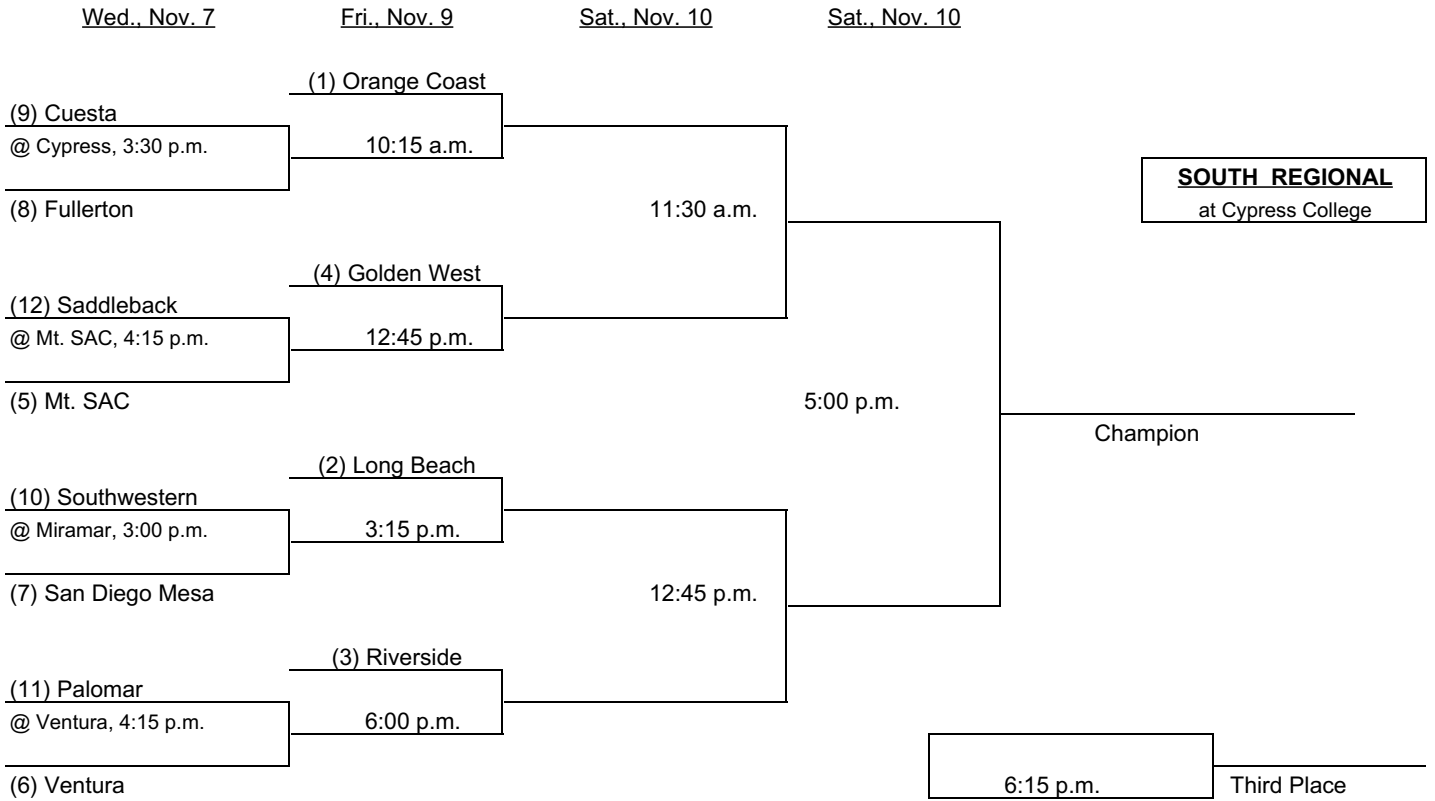 Wed., Nov. 7 Fri., Nov. 9 Sat., Nov. 10 Sat., Nov. 10
(1) Orange Coast
(9) Cuesta
@ Cypress, 3:30 p.m. 10:15 a.m.
SOUTH REGIONAL
(8) Fullerton 11:30 a.m. at Cypress College
(4) Golden West
(12) Saddleback
@ Mt. SAC, 4:15 p.m. 12:45 p.m.
(5) Mt. SAC 5:00 p.m.
Champion
(2) Long Beach
(10) Southwestern
@ Miramar, 3:00 p.m. 3:15 p.m.
(7) San Diego Mesa 12:45 p.m.
(3) Riverside
(11) Palomar
@ Ventura, 4:15 p.m. 6:00 p.m.
(6) Ventura 6:15 p.m. Third Place